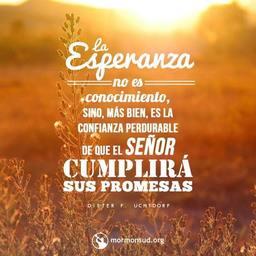 la
Esperanza
no es
conocimiento,
SINO, MÁS BIEN, ES LA
CONFIANZA PERDURABLE
DE QUE EL SEÑOR
CUMPLIRÁ
SUS PROMESAS
DIETER F. UCHTDORF
mormonsud.org